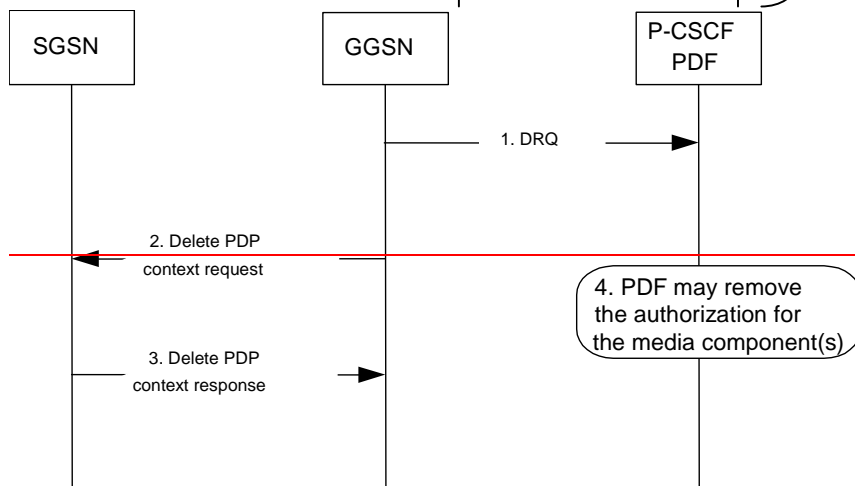 SGSN
GGSN
P-CSCF
PDF
1. DRQ
2. Delete PDP
context request
4. PDF may remove
the authorization for
the media component(s)
3. Delete PDP
context response